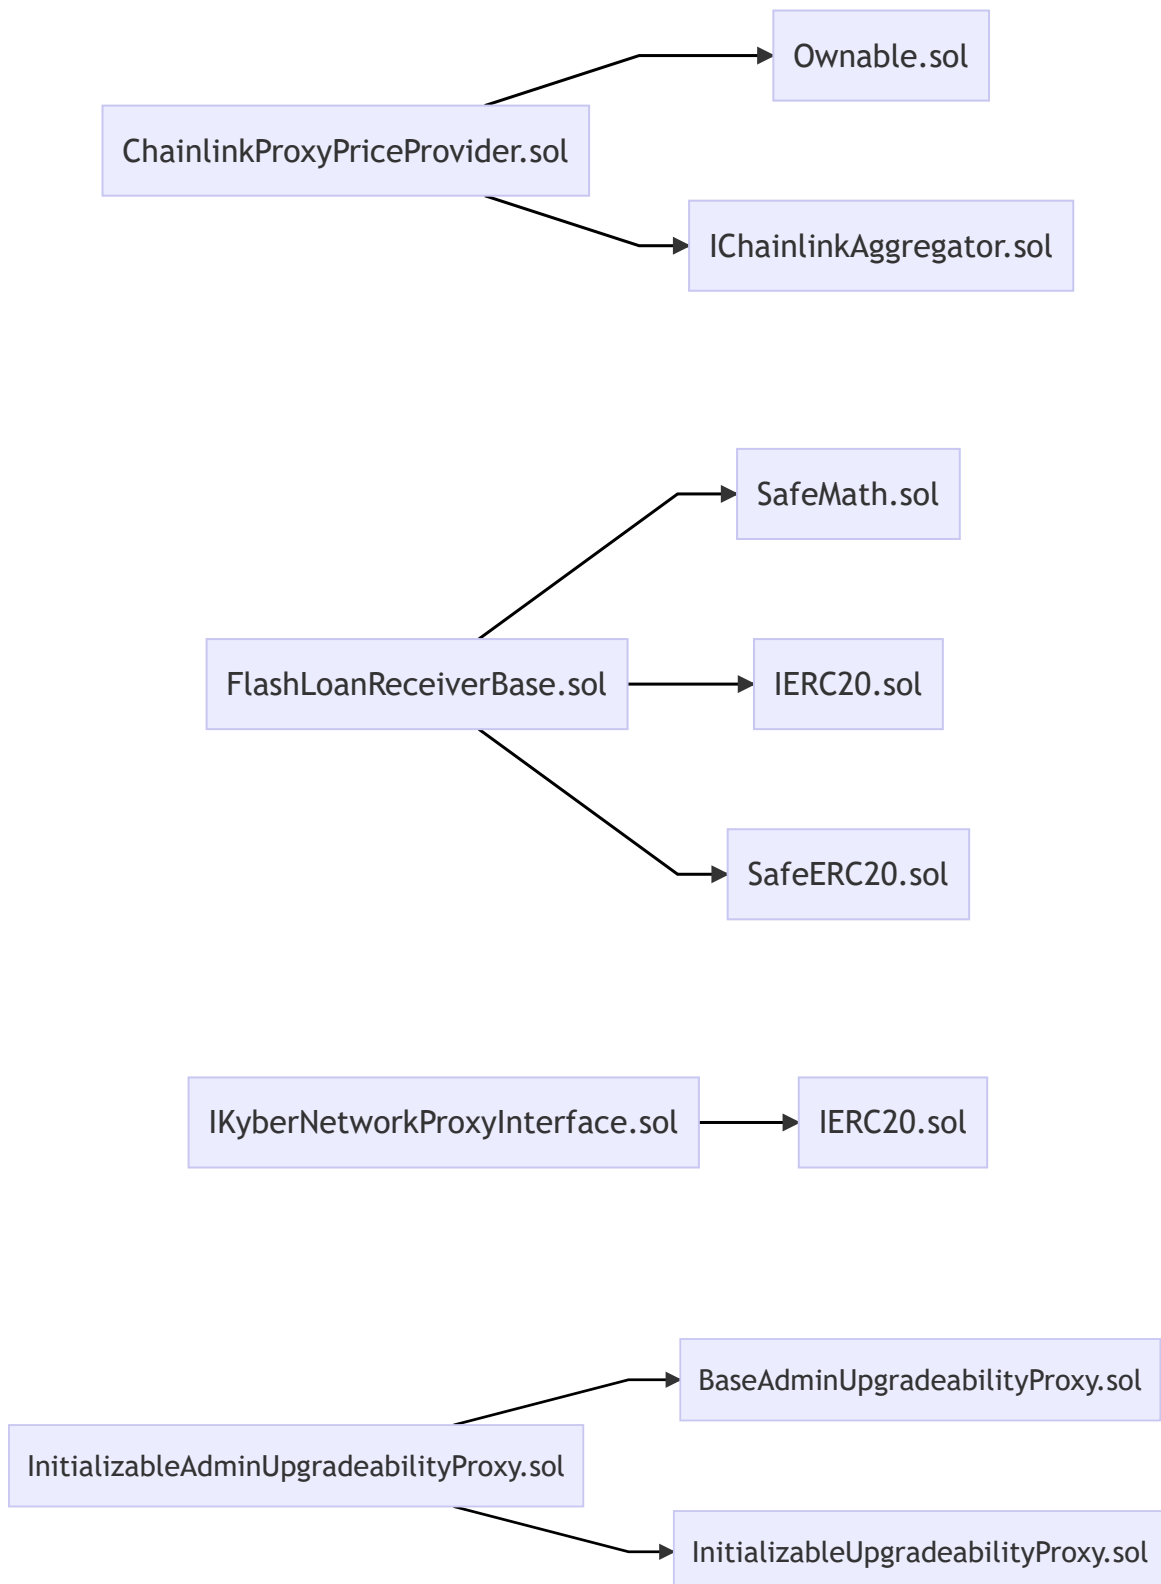 Ownable.sol
ChainlinkProxyPriceProvider.sol
IChainlinkAggregator.sol
SafeMath.sol
FlashLoanReceiverBase.sol
IERC20.sol
SafeERC20.sol
IKyberNetworkProxyInterface.sol
IERC20.sol
BaseAdminUpgradeabilityProxy.sol
InitializableAdminUpgradeabilityProxy.sol
InitializableUpgradeabilityProxy.sol